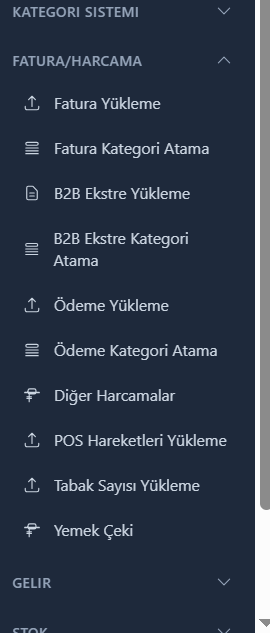 KATEGORI SISTEMI
FATURA/HARCAMA
Fatura Yükleme
Fatura Kategori Atama
B2B Ekstre Yükleme
B2B Ekstre Kategori
Atama
Ödeme Yükleme
Ödeme Kategori Atama
Diğer Harcamalar
POS Hareketleri Yükleme
Tabak Sayısı Yükleme
Yemek Çeki
GELIR
STOK